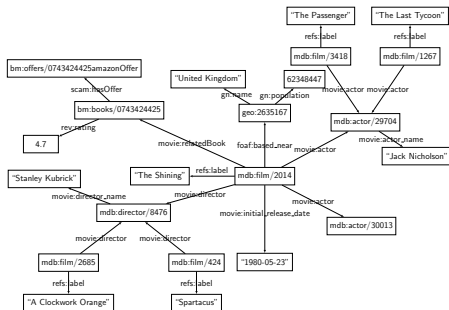 "The Passenger"
"The Last Tycoon"
refs:label
refs:label
bm:offers/0743424425amazonOffer
"United Kingdom"
62348447
mdb:film/3418
mdb:film/1267
scam:hasOffer
gn:name
gn:population
movie:actor
movie:actor
bm:books/0743424425
geo:2635167
mdb:actor/29704
rev:rating
foaf:based_near
movie:actor_name
4.7
movie:relatedBook
movie:actor
"Jack Nicholson"
"Stanley Kubrick"
"The Shining"
refs:label
mdb:film/2014
movie:director_name
movie:director
movie:actor
mdb:director/8476
movie:initial_release_date
mdb:actor/30013
movie:director
movie:director
mdb:film/2685
mdb:film/424
"1980-05-23"
refs:label
refs:label
"A Clockwork Orange"
"Spartacus"